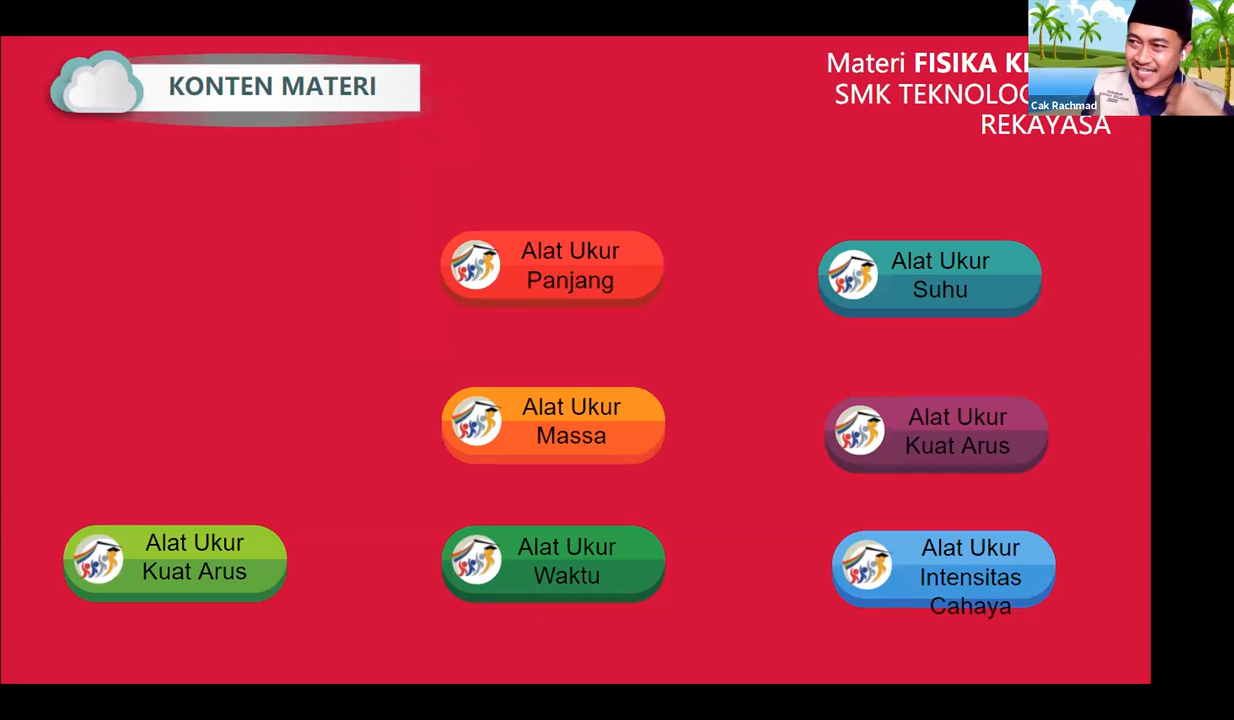 KONTEN MATERI
Materi FISIKA
SMK
REKAYASA
Cak Rachmad
Alat Ukur
Panjang
Alat Ukur
Suhu
Alat Ukur
Massa
Alat Ukur
Kuat Arus
Alat Ukur
Kuat Arus
Alat Ukur
Waktu
Alat Ukur
Intensitas
Cahaya